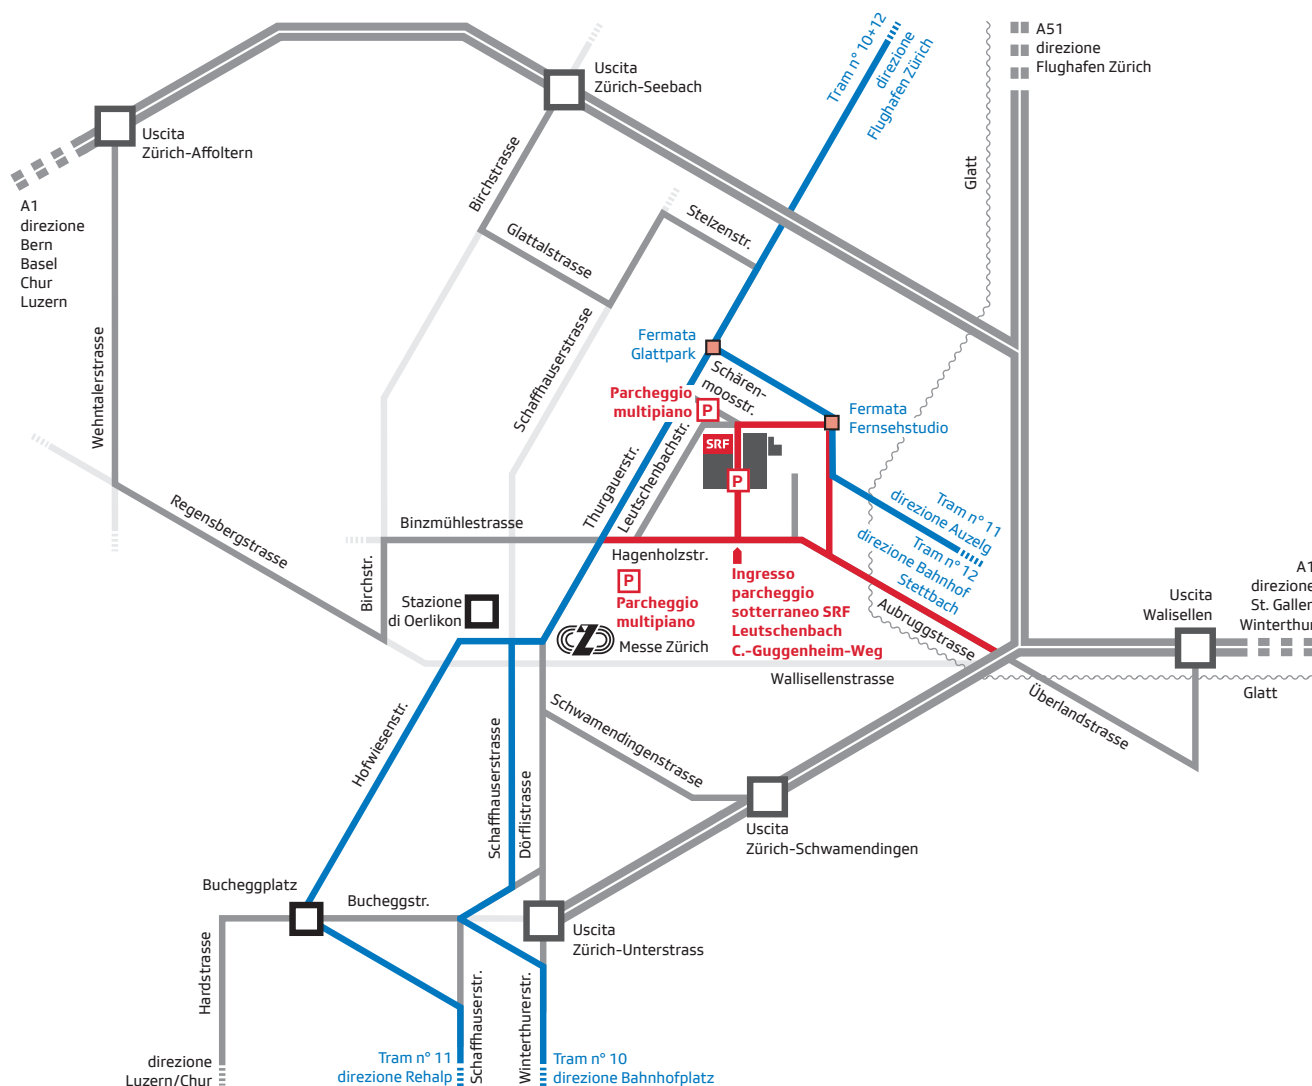 Tram n° 10+12
direzione
Flughafen Zürich
A51
direzione
Flughafen Zürich
Uscita
Zürich-Seebach
Uscita
Zürich-Affoltern
A1
direzione
Bern
Basel
Chur
Luzern
Birchstrasse
Glattalstrasse
Stelzenstr.
Glatt
Wehntalerstrasse
Schaffhauserstrasse
Fermata
Glattpark
Schären-
moosstr.
Parcheggio
multipiano
P
Fermata
Fernsehstudio
SRF
P
Thurgauerstr.
Leutschenbachstr.
Regensbergstrasse
Binzmühlestrasse
Birchstr.
Hagenholzstr.
P
Parcheggio
multipiano
Ingresso
parcheggio
sotterraneo SRF
Leutschenbach
C.-Guggenheim-Weg
Tram n° 11
direzione Auzelg
Tram n° 12
direzione Bahnhof
Stettbach
Aubruggstrasse
Stazione
di Oerlikon
Messe Zürich
Wallisellenstrasse
Uscita
Walisellen
A1
direzione
St. Gallen
Winterthur
Glatt
Überlandstrasse
Hofwiesenstr.
Schaffhauserstrasse
Dörflistrasse
Schwamendingenstrasse
Uscita
Zürich-Schwamendingen
Bucheggplatz
Bucheggstr.
Uscita
Zürich-Unterstrass
Hardstrasse
Schaffhauserstr.
Winterthurerstr.
direzione
Luzern/Chur
Tram n° 11
direzione Rehalp
Tram n° 10
direzione Bahnhofplatz